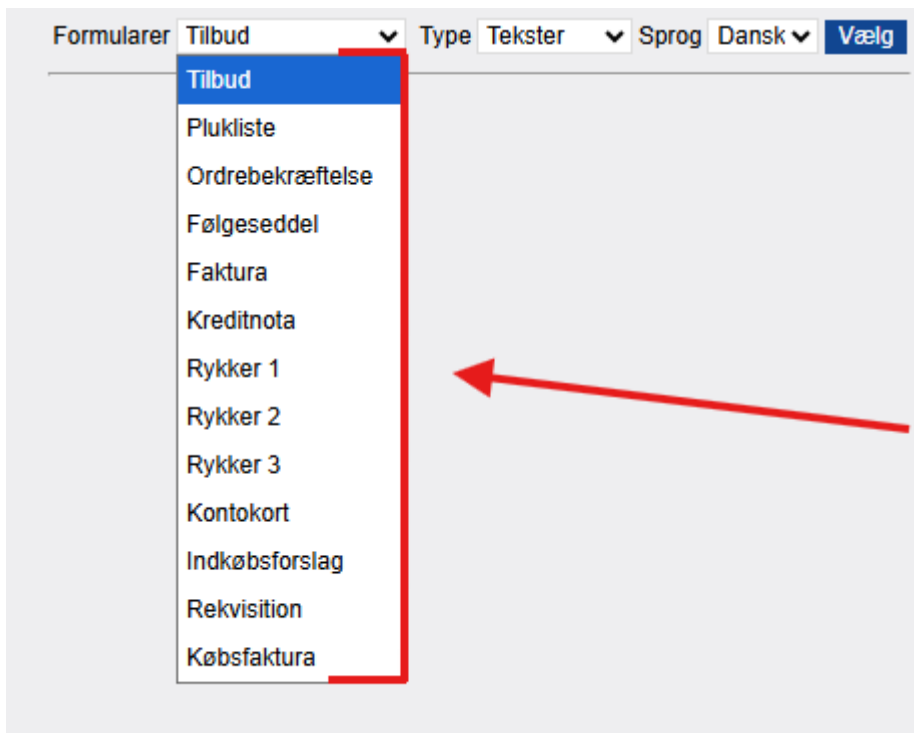 Formularer Tilbud Type Tekster Sprog Dansk Vælg
Tilbud
Plukliste
Ordrebekræftelse
Følgeseddel
Faktura
Kreditnota
Rykker 1
Rykker 2
Rykker 3
Kontokort
Indkøbsforslag
Rekvisition
Købsfaktura